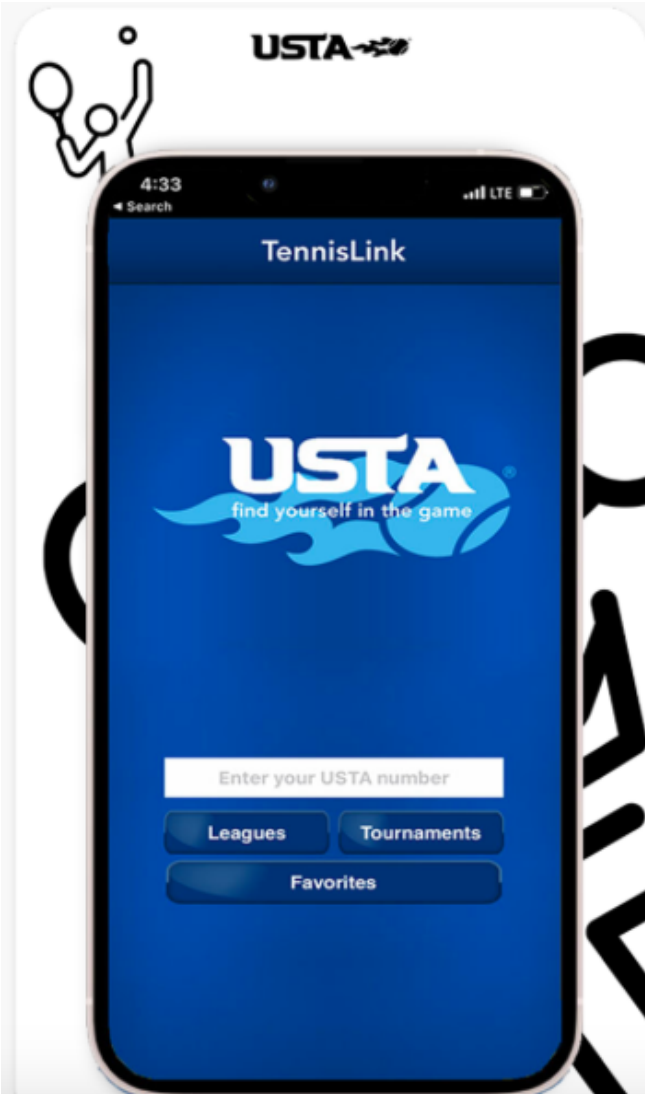 USTA
4:33
LTE
◄ Search
TennisLink
USTA
®
find yourself in the game
Enter your USTA number
Leagues
Tournaments
Favorites